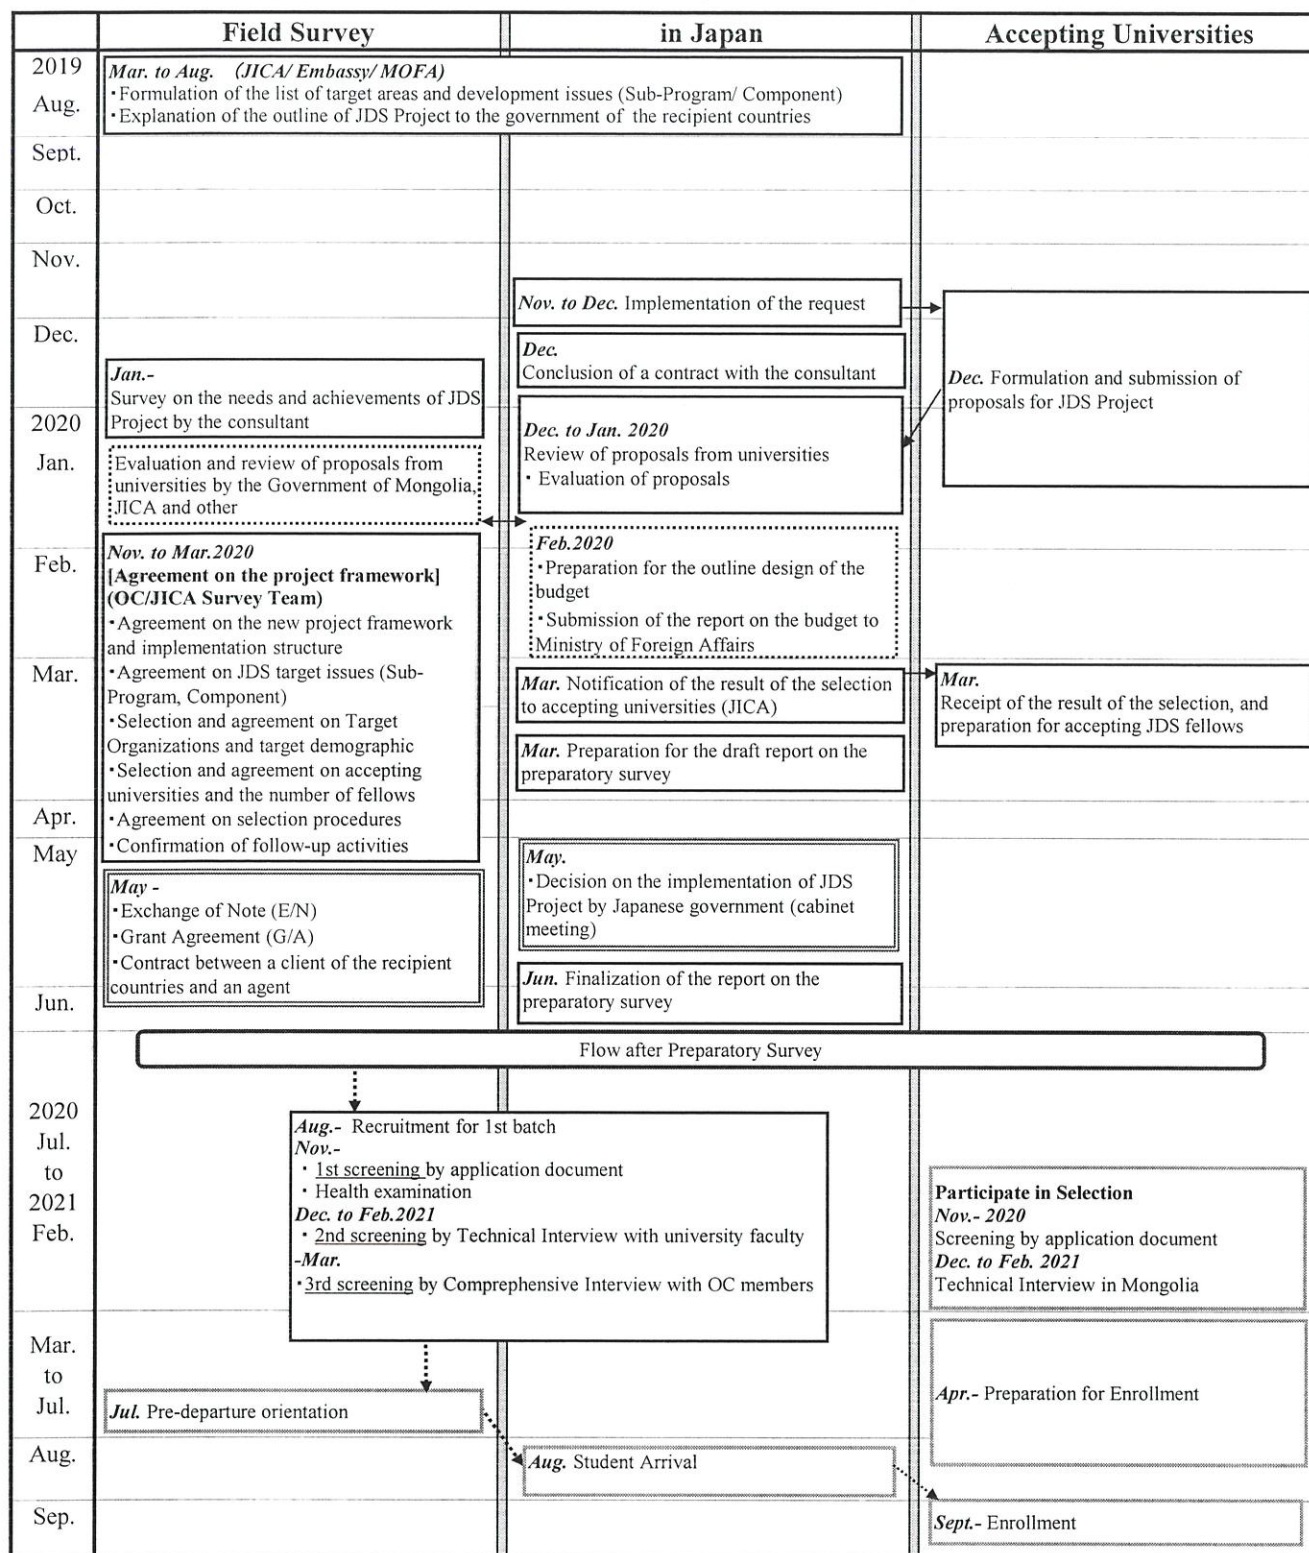 Field Survey
in Japan
Accepting Universities
2019
Aug.
Mar. to Aug. (JICA/ Embassy/ MOFA)
・Formulation of the list of target areas and development issues (Sub-Program/ Component)
・Explanation of the outline of JDS Project to the government of the recipient countries
Sept.
Oct.
Nov.
Nov. to Dec. Implementation of the request
Dec.
Dec.
Conclusion of a contract with the consultant
Dec. Formulation and submission of
proposals for JDS Project
Jan.-
Survey on the needs and achievements of JDS
Project by the consultant
2020
Jan.
Dec. to Jan. 2020
Review of proposals from universities
・Evaluation of proposals
Evaluation and review of proposals from
universities by the Government of Mongolia,
JICA and other
Feb.
Nov. to Mar.2020
[Agreement on the project framework]
(OC/JICA Survey Team)
・Agreement on the new project framework
and implementation structure
・Agreement on JDS target issues (Sub-
Program, Component)
・Selection and agreement on Target
Organizations and target demographic
・Selection and agreement on accepting
universities and the number of fellows
・Agreement on selection procedures
・Confirmation of follow-up activities
Feb.2020
・Preparation for the outline design of the
budget
・Submission of the report on the budget to
Ministry of Foreign Affairs
Mar.
Mar. Notification of the result of the selection
to accepting universities (JICA)
Mar.
Receipt of the result of the selection, and
preparation for accepting JDS fellows
Mar. Preparation for the draft report on the
preparatory survey
Apr.
May
May -
・Exchange of Note (E/N)
・Grant Agreement (G/A)
・Contract between a client of the recipient
countries and an agent
May.
・Decision on the implementation of JDS
Project by Japanese government (cabinet
meeting)
Jun.
Jun. Finalization of the report on the
preparatory survey
Flow after Preparatory Survey
2020
Jul.
to
2021
Feb.
Aug.- Recruitment for 1st batch
Nov.-
・1st screening by application document
・Health examination
Dec. to Feb.2021
・2nd screening by Technical Interview with university faculty
-Mar.
・3rd screening by Comprephensive Interview with OC members
Participate in Selection
Nov.- 2020
Screening by application document
Dec. to Feb. 2021
Technical Interview in Mongolia
Mar.
to
Jul.
Jul. Pre-departure orientation
Apr.- Preparation for Enrollment
Aug.
Aug. Student Arrival
Sep.
Sept.- Enrollment